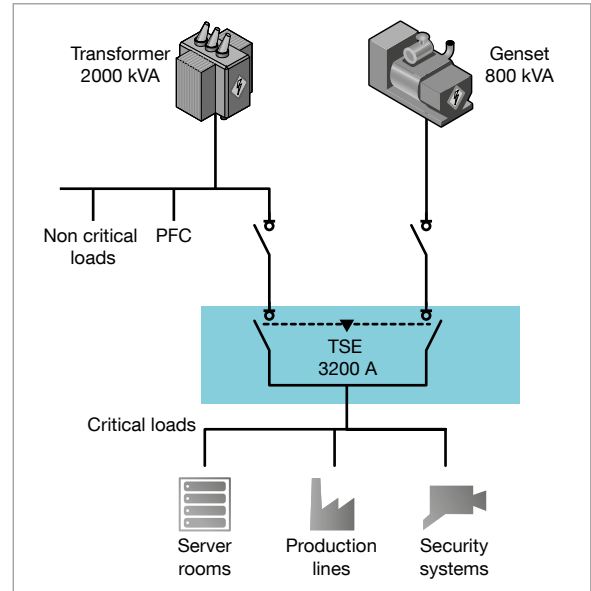 Transformer
2000 kVA
Genset
800 kVA
Non critical
loads
PFC
TSE
3200 A
Critical loads
Server
rooms
Production
lines
Security
systems